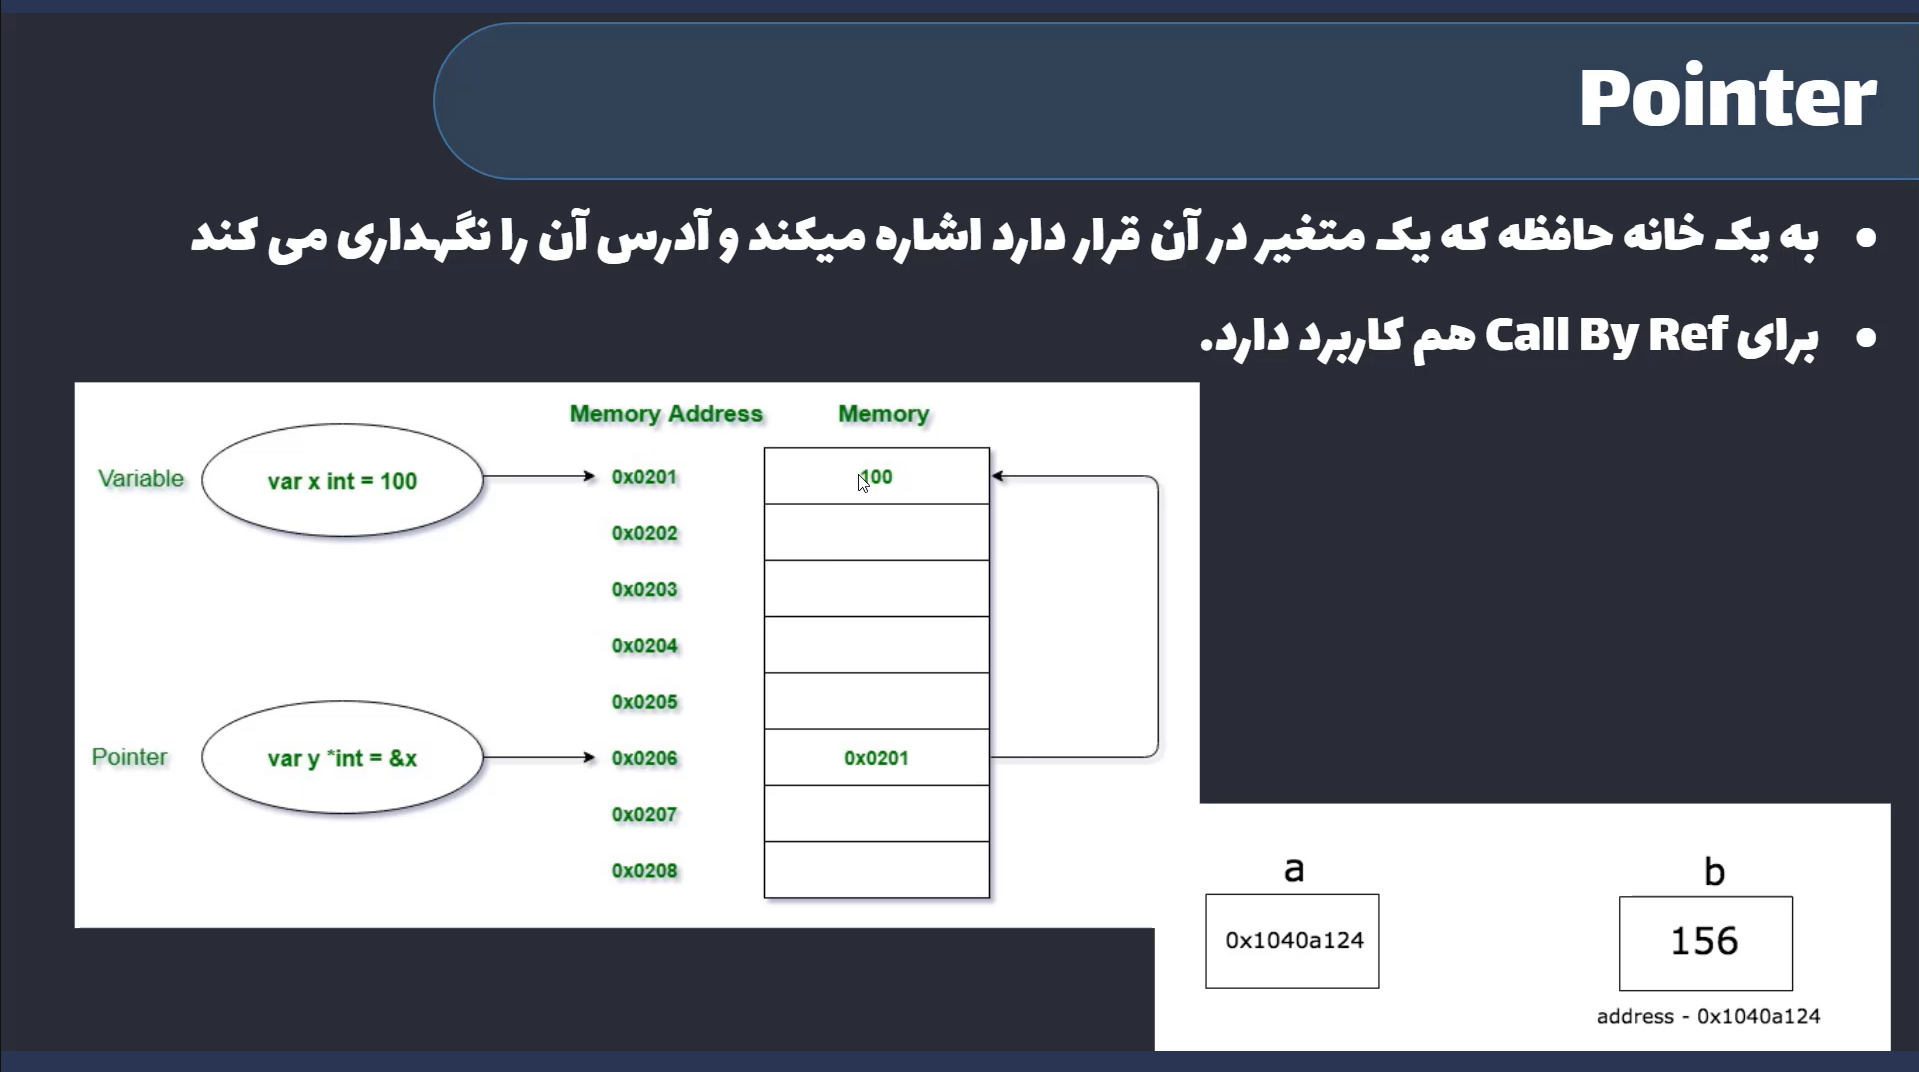 Pointer
به یک خانه حافظه که یک متغیر در آن قرار دارد اشاره میکند و آدرس آن را نگهداری می کند
برای Call By Ref هم کاربرد دارد.
Memory Address Memory
Variable var x int = 100 0x0201 100
0x0202
0x0203
0x0204
0x0205
Pointer var y *int = &x 0x0206 0x0201
0x0207
0x0208
a b
0x1040a124 156
address - 0x1040a124